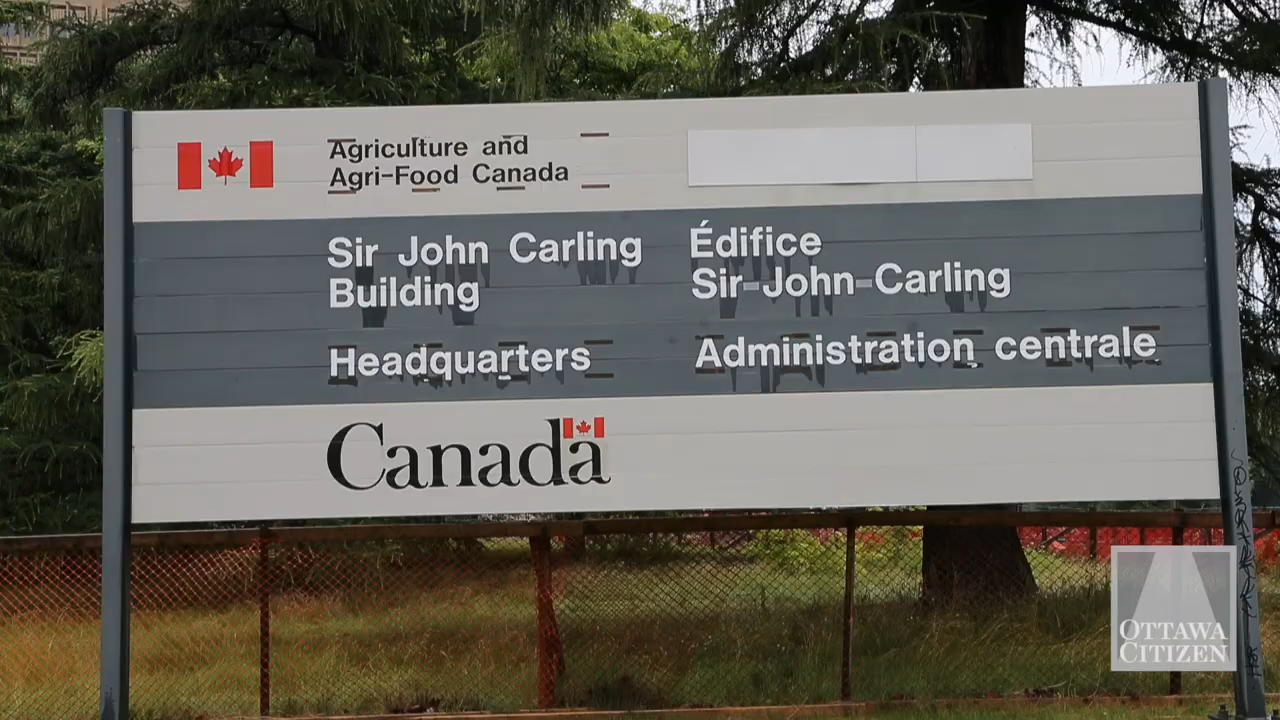 Agriculture and
Agri-Food Canada
Sir John Carling
Building
Headquarters
Édifice
Sir-John-Carling
Administration centrale
Canada
OTTAWA
CITIZEN